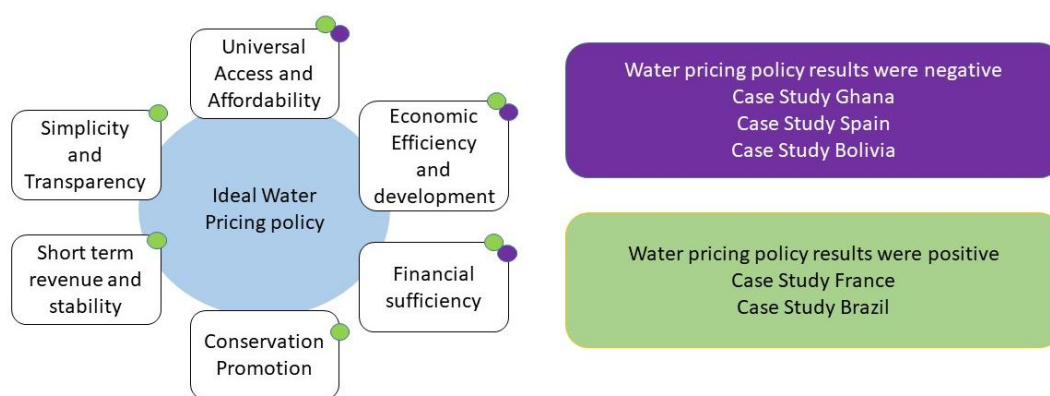 Universal
Access and
Affordability
Economic
Efficiency
and
development
Financial
sufficiency
Conservation
Promotion
Short term
revenue and
stability
Simplicity
and
Transparency
Ideal Water
Pricing policy
Water pricing policy results were negative
Case Study Ghana
Case Study Spain
Case Study Bolivia
Water pricing policy results were positive
Case Study France
Case Study Brazil